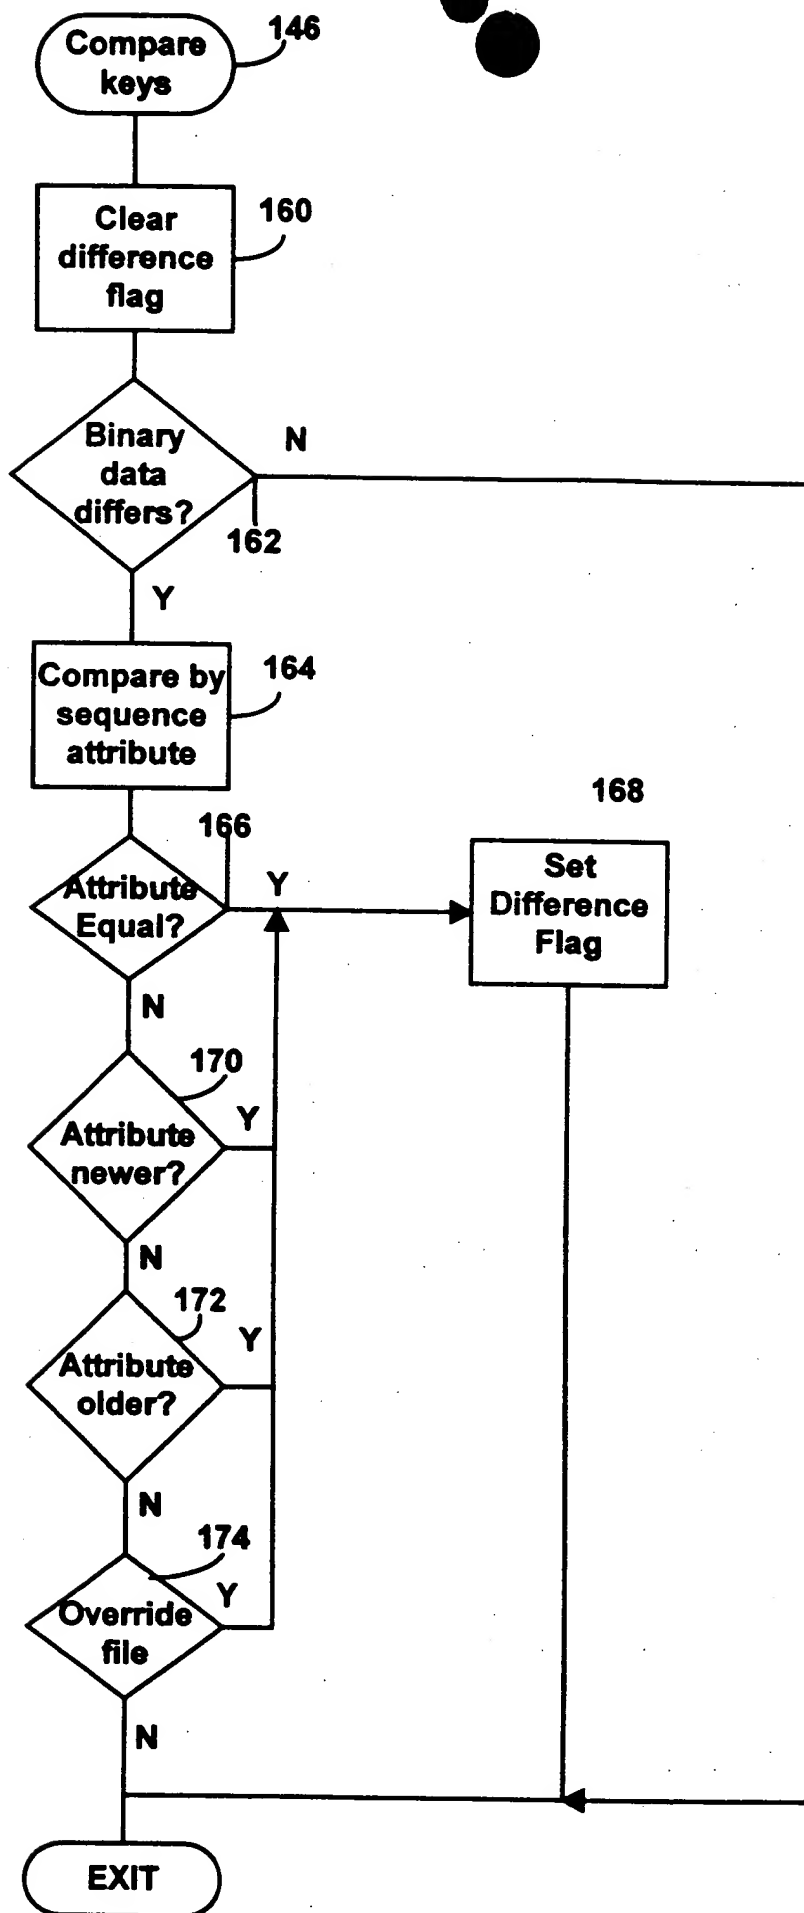 Compare
keys
146
Clear
difference
flag
160
Binary
data
differs?
N
162
Y
Compare by
sequence
attribute
164
168
166
Attribute
Equal?
Y
Set
Difference
Flag
N
170
Attribute
newer?
Y
N
172
Attribute
older?
Y
N
174
Override
file
Y
N
EXIT